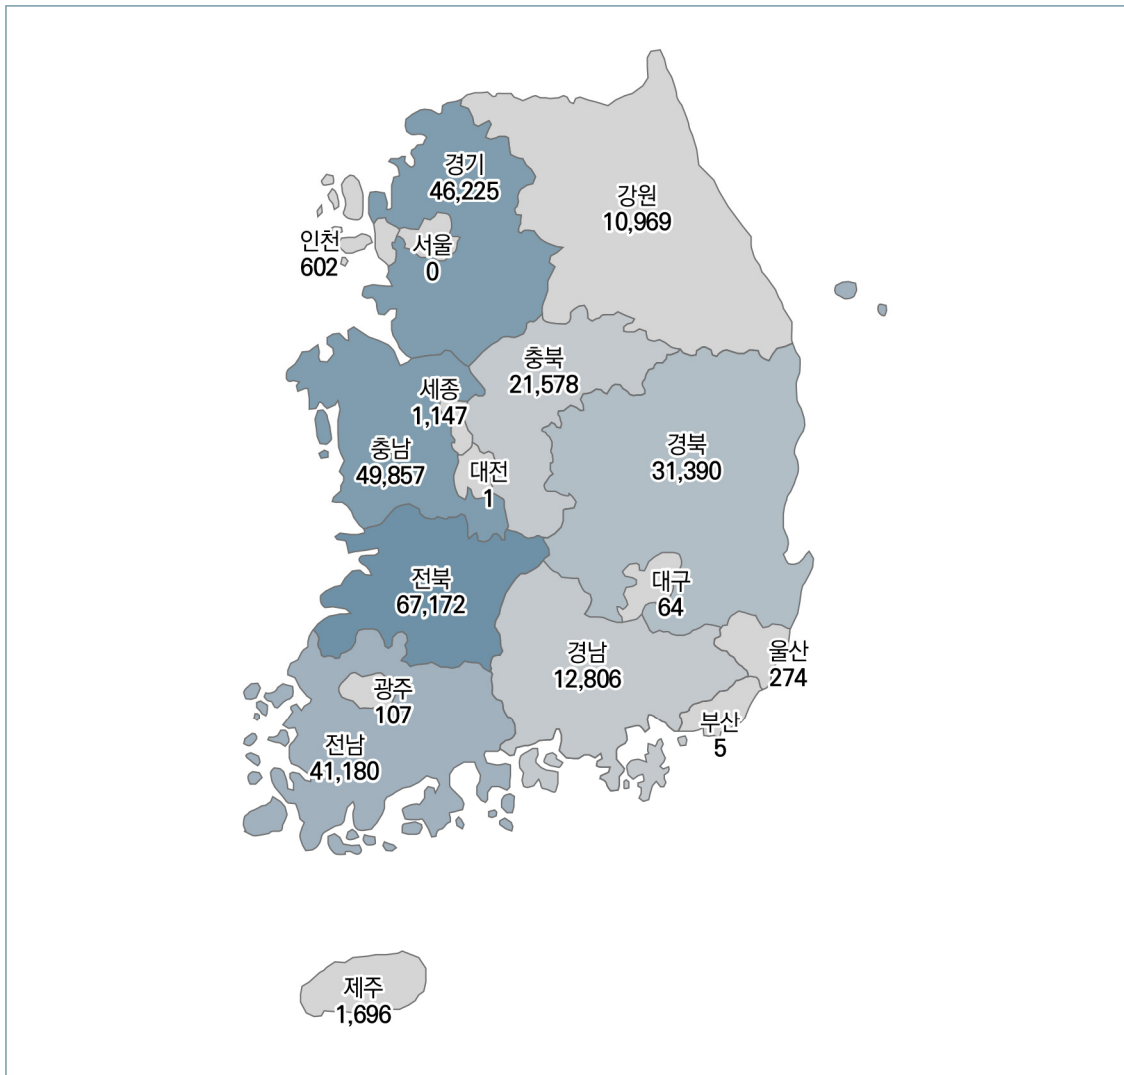 경기
46,225
강원
10,969
인천
602
서울
0
충북
21,578
세종
1,147
충남
49,857
대전
1
경북
31,390
전북
67,172
대구
64
경남
12,806
울산
274
광주
107
부산
5
전남
41,180
제주
1,696